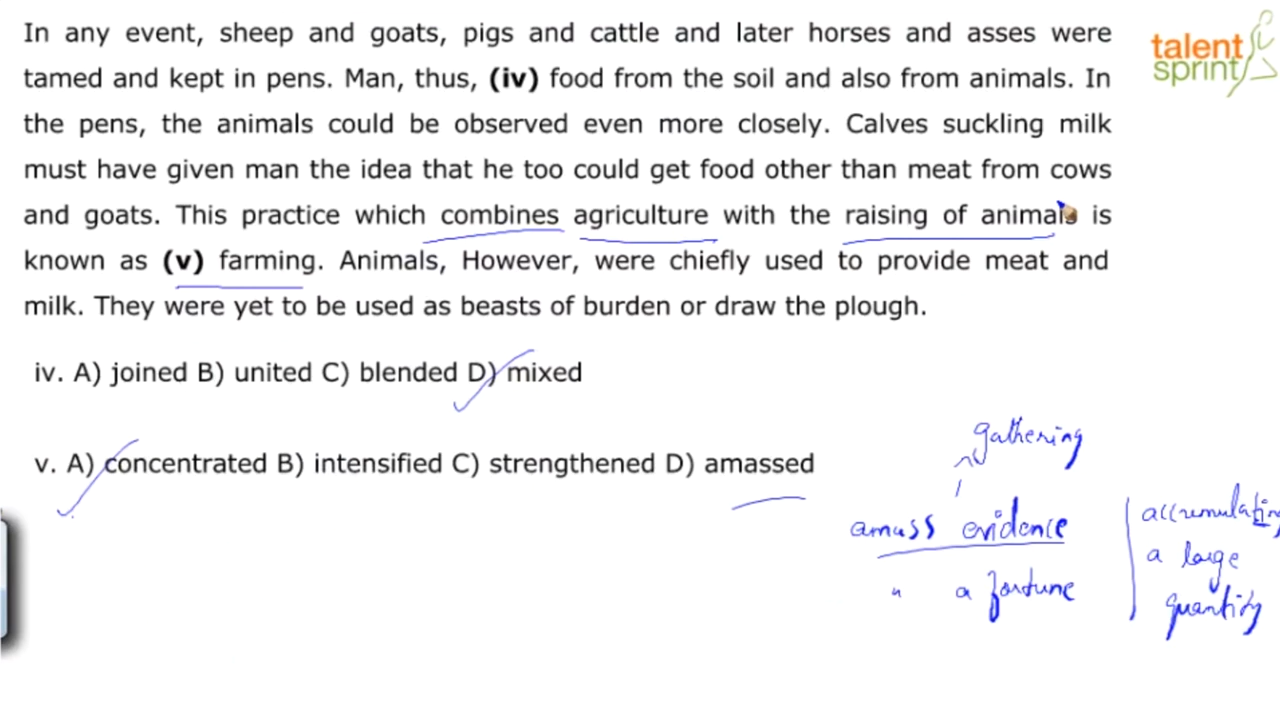 In any event, sheep and goats, pigs and cattle and later horses and asses were
talent
sprint
tamed and kept in pens. Man, thus, (iv) food from the soil and also from animals. In
the pens, the animals could be observed even more closely. Calves suckling milk
must have given man the idea that he too could get food other than meat from cows
and goats. This practice which combines agriculture with the raising of animals is
known as (v) farming. Animals, However, were chiefly used to provide meat and
milk. They were yet to be used as beasts of burden or draw the plough.
iv. A) joined B) united C) blended D) mixed
v. A) concentrated B) intensified C) strengthened D) amassed
gathering
amass evidence
" a fortune
accumulating
a large
quantity